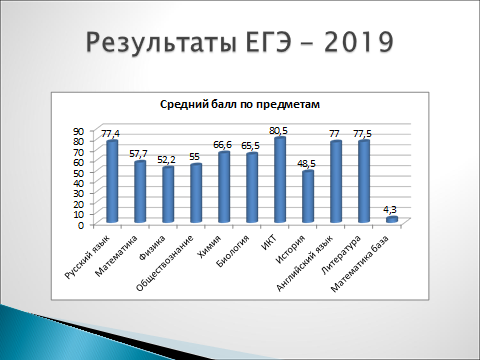 Результаты ЕГЭ - 2019
Средний балл по предметам
90
80
70
60
50
40
30
20
10
0
77,4
57,7
52,2
55
66,6
65,5
80,5
48,5
77
77,5
4,3
Русский язык
Математика
Физика
Обществознание
Химия
Биология
ИКТ
История
Английский язык
Литература
Математика база